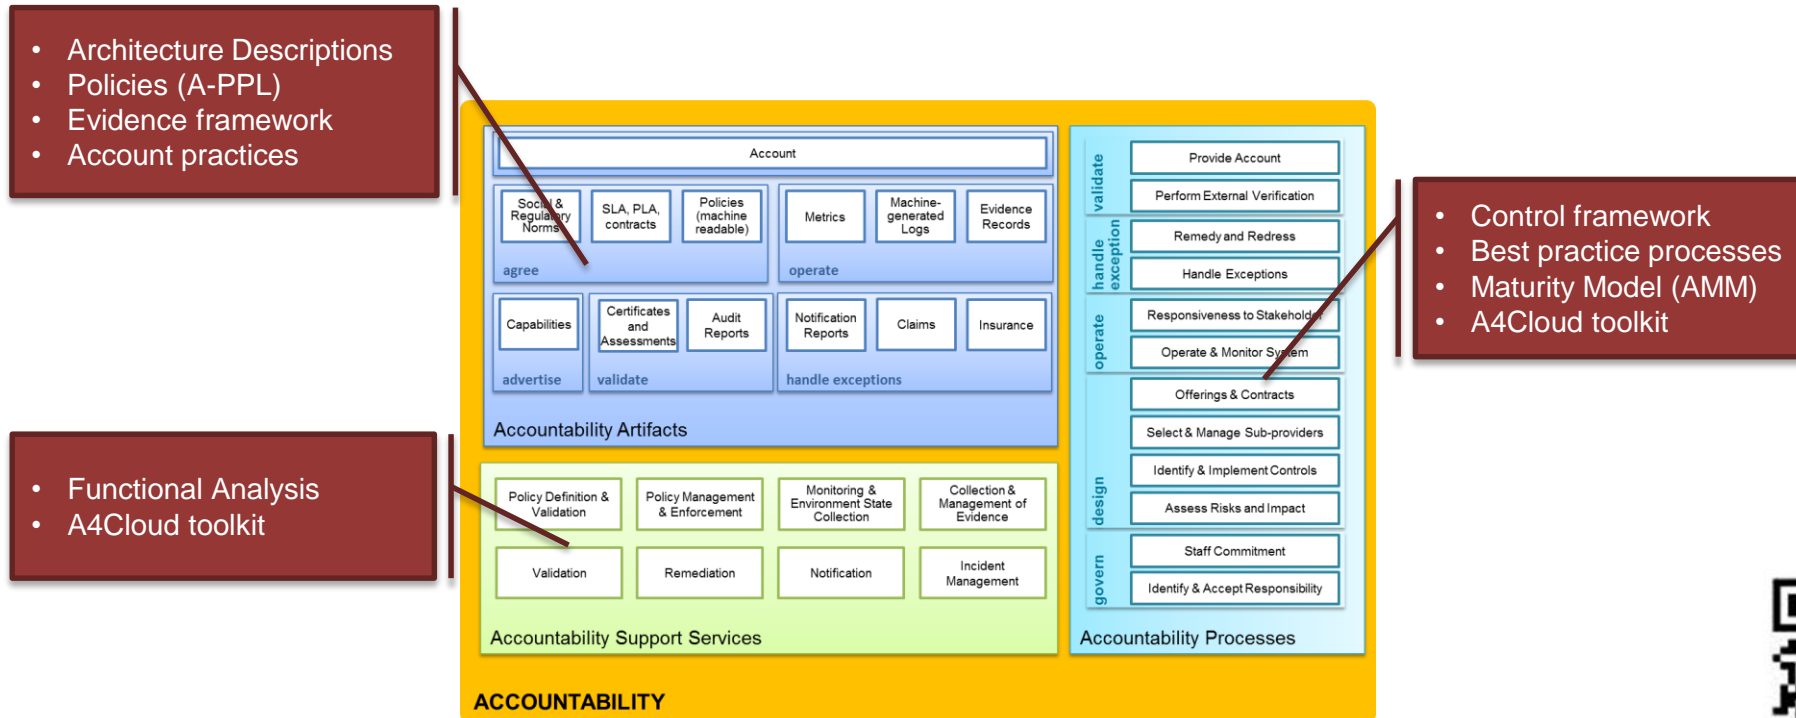 • Architecture Descriptions
• Policies (A-PPL)
• Evidence framework
• Account practices
Account
Social &
Regulatory
Norms
SLA, PLA,
contracts
Policies
(machine
readable)
agree
Metrics
Machine-
generated
Logs
Evidence
Records
operate
Capabilities
advertise
Certificates
and
Assessments
Audit
Reports
validate
Notification
Reports
Claims
Insurance
handle exceptions
Accountability Artifacts
• Functional Analysis
• A4Cloud toolkit
Policy Definition &
Validation
Policy Management
& Enforcement
Monitoring &
Environment State
Collection
Collection &
Management of
Evidence
Validation
Remediation
Notification
Incident
Management
Accountability Support Services
validate
Provide Account
Perform External Verification
handle
exception
Remedy and Redress
Handle Exceptions
operate
Responsiveness to Stakeholder
Operate & Monitor System
design
Offerings & Contracts
Select & Manage Sub-providers
Identify & Implement Controls
Assess Risks and Impact
govern
Staff Commitment
Identify & Accept Responsibility
Accountability Processes
• Control framework
• Best practice processes
• Maturity Model (AMM)
• A4Cloud toolkit
ACCOUNTABILITY